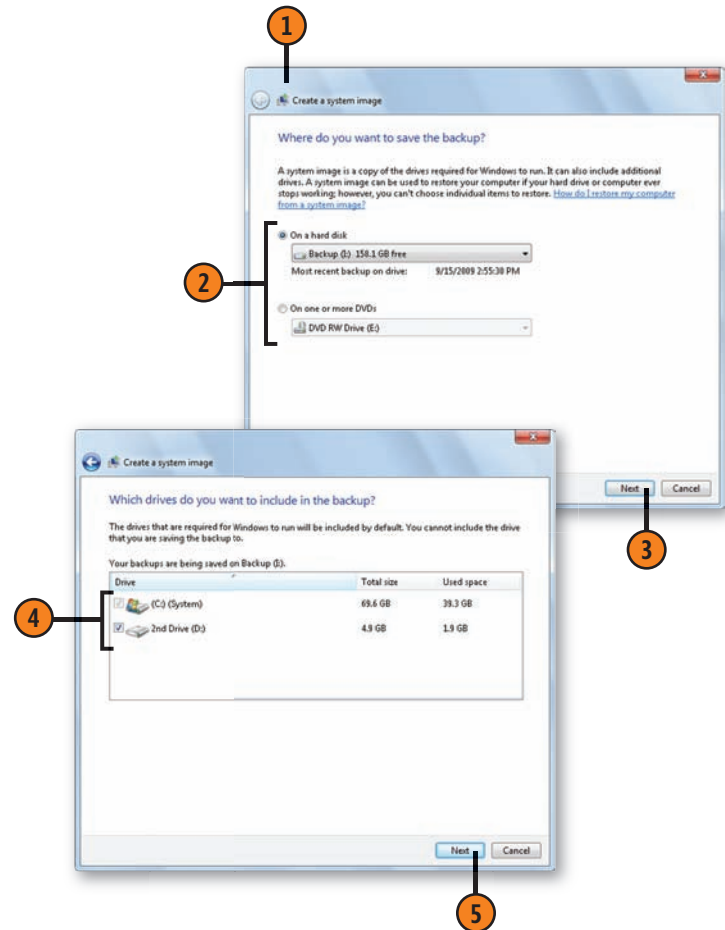 1
Create a system image
Where do you want to save the backup?
A system image is a copy of the drives required for Windows to run. It can also include additional
drives. A system image can be used to restore your computer if your hard drive or computer ever
stops working; however, you can't choose individual items to restore. How do I restore my computer
from a system image?
2
On a hard disk
Backup (I:) 158.1 GB free
Most recent backup on drive: 9/15/2009 2:55:30 PM
On one or more DVDs
DVD RW Drive (E:)
Next Cancel
3
Create a system image
Which drives do you want to include in the backup?
The drives that are required for Windows to run will be included by default. You cannot include the drive
that you are saving the backup to.
Your backups are being saved on Backup (I:).
Drive Total size Used space
4
(C:) (System) 69.6 GB 39.3 GB
2nd Drive (D:) 4.9 GB 1.9 GB
Next Cancel
5